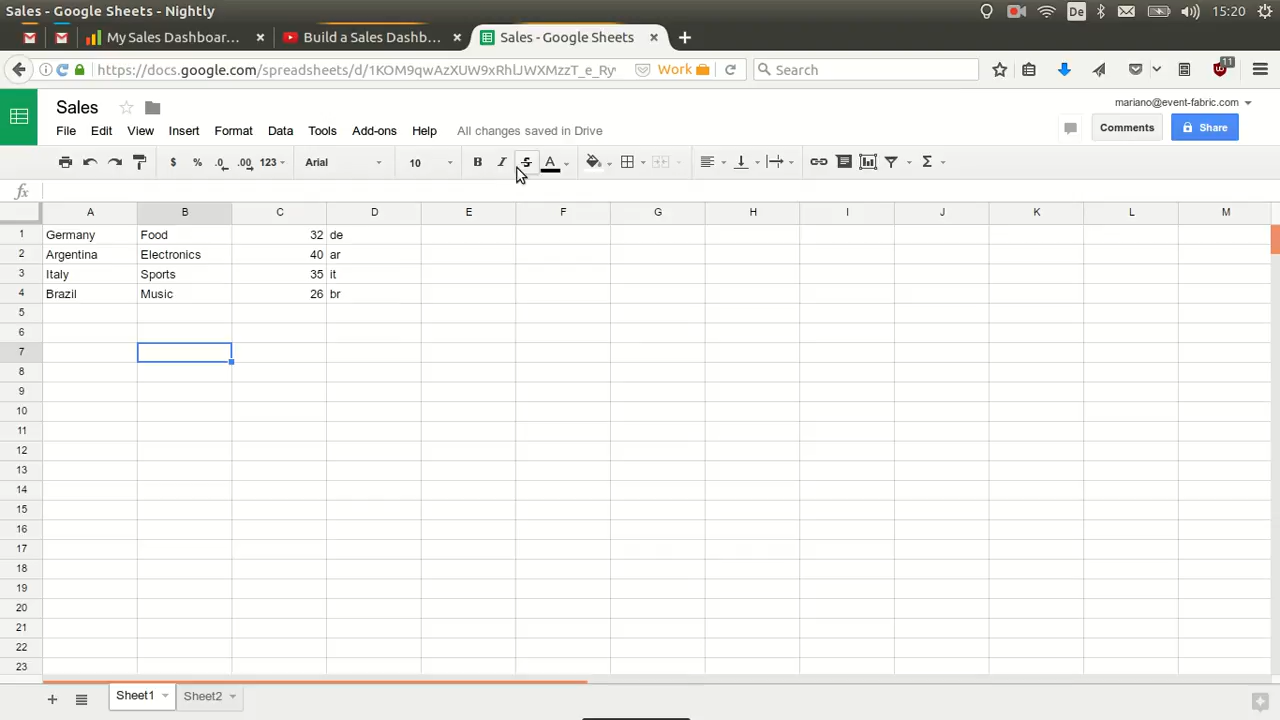 Sales - Google Sheets - Nightly
De
15:20
My Sales Dashboar... ×
Build a Sales Dashb... ×
Sales - Google Sheets ×
https://docs.google.com/spreadsheets/d/1KOM9qwAzXUW9xRhlJWXMzzT_e_Ry
Work
Search
11
Sales
mariano@event-fabric.com
File Edit View Insert Format Data Tools Add-ons Help All changes saved in Drive
Comments
Share
$ % .0 .00 123 Arial 10 B I S A Σ
fx
A B C D E F G H I J K L M
1 Germany Food 32 de
2 Argentina Electronics 40 ar
3 Italy Sports 35 it
4 Brazil Music 26 br
5
6
7
8
9
10
11
12
13
14
15
16
17
18
19
20
21
22
23
+ Sheet1 Sheet2